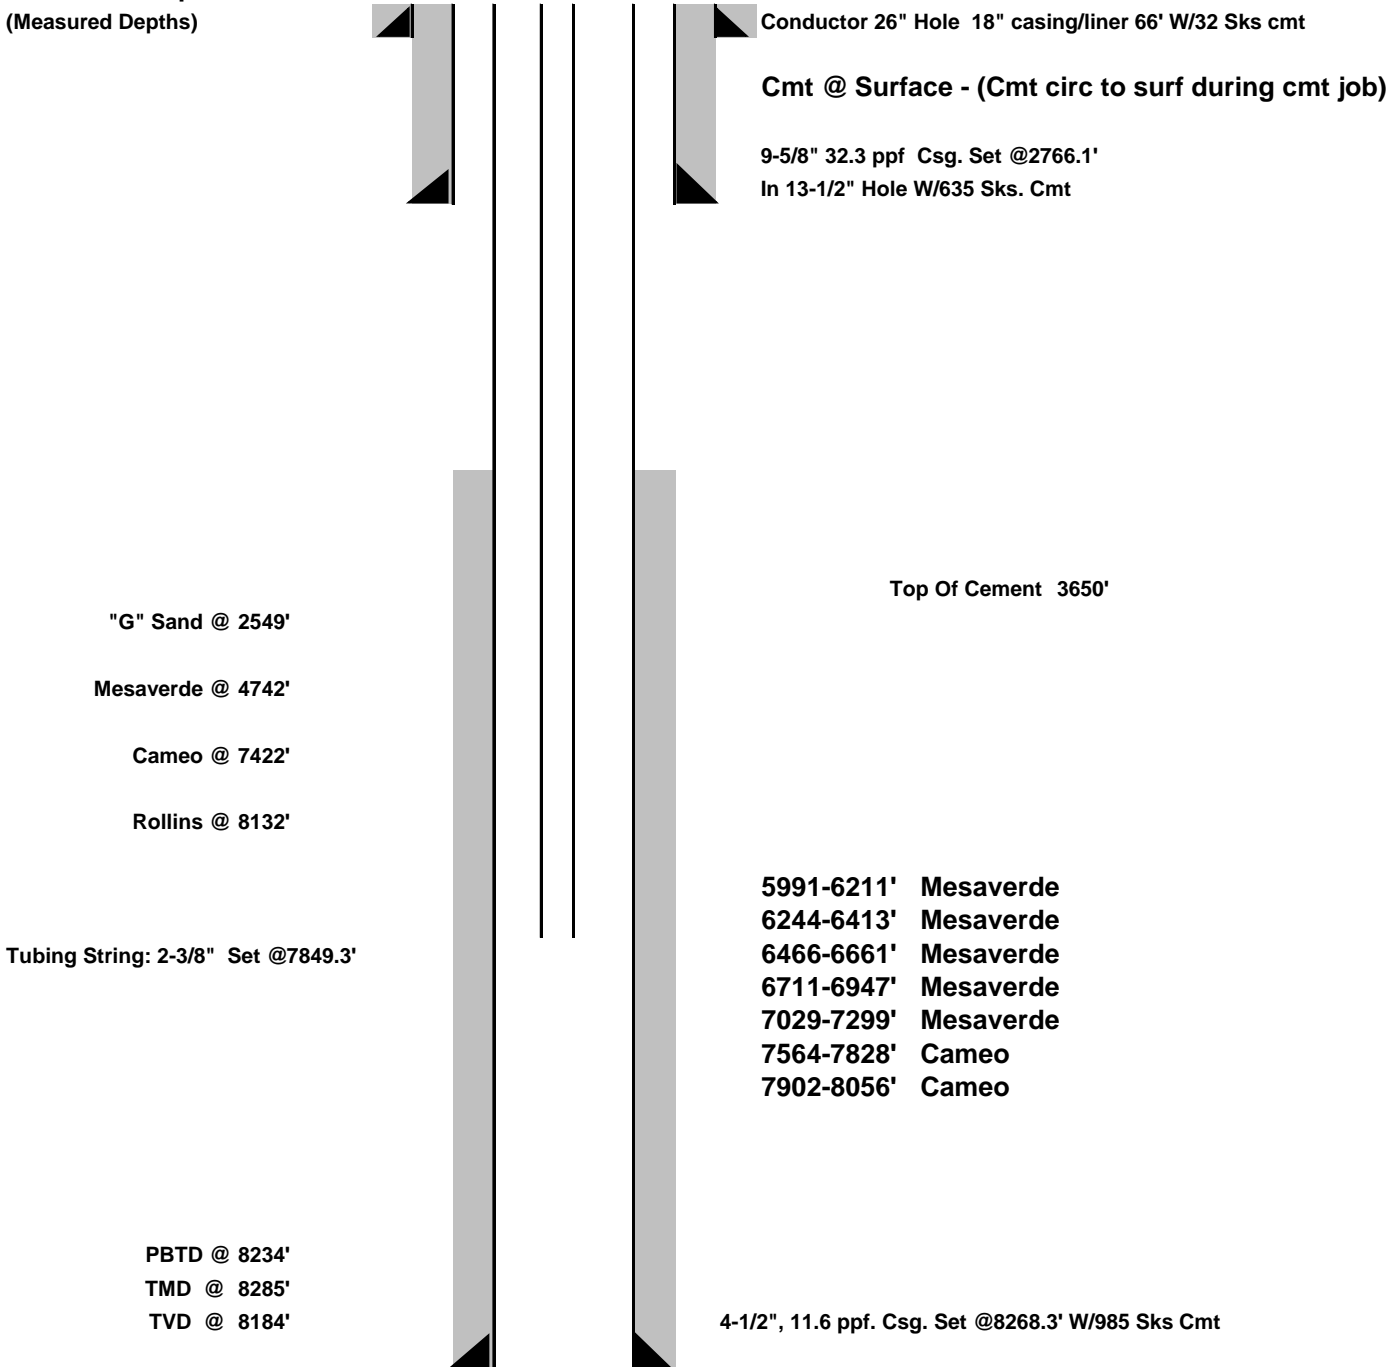 (Measured Depths)
Conductor 26" Hole 18" casing/liner 66' W/32 Sks cmt
Cmt @ Surface - (Cmt circ to surf during cmt job)
9-5/8" 32.3 ppf Csg. Set @2766.1'
In 13-1/2" Hole W/635 Sks. Cmt
Top Of Cement 3650'
"G" Sand @ 2549'
Mesaverde @ 4742'
Cameo @ 7422'
Rollins @ 8132'
5991-6211' Mesaverde
6244-6413' Mesaverde
6466-6661' Mesaverde
6711-6947' Mesaverde
7029-7299' Mesaverde
7564-7828' Cameo
7902-8056' Cameo
Tubing String: 2-3/8" Set @7849.3'
PBTD @ 8234'
TMD @ 8285'
TVD @ 8184'
4-1/2", 11.6 ppf. Csg. Set @8268.3' W/985 Sks Cmt